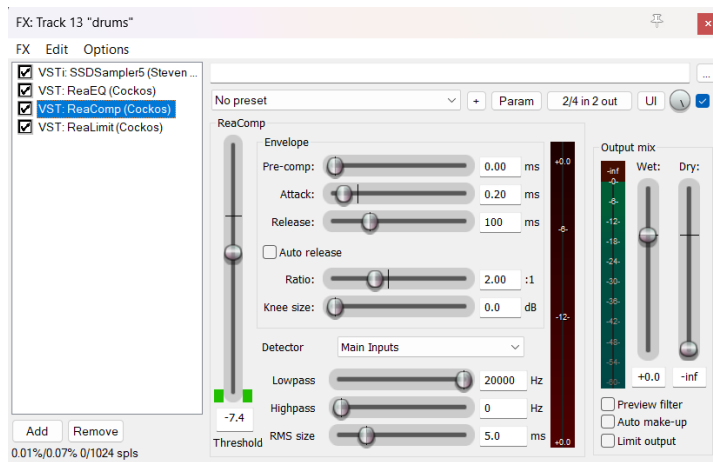 FX: Track 13 "drums"
FX Edit Options
VSTi: SSDSampler5 (Steven ...
VST: ReaEQ (Cockos)
VST: ReaComp (Cockos)
VST: ReaLimit (Cockos)
Add Remove
0.01%/0.07% 0/1024 spls
...
No preset + Param 2/4 in 2 out UI
ReaComp
-7.4
Threshold
Envelope
Pre-comp: 0.00 ms
Attack: 0.20 ms
Release: 100 ms
Auto release
Ratio: 2.00 :1
Knee size: 0.0 dB
Detector Main Inputs
Lowpass 20000 Hz
Highpass 0 Hz
RMS size 5.0 ms
+0.0
-6-
-12-
+0.0
Output mix
Wet: Dry:
-inf
-0-
-6-
-12-
-18-
-24-
-30-
-36-
-42-
-48-
-54-
-60-
+0.0 -inf
Preview filter
Auto make-up
Limit output